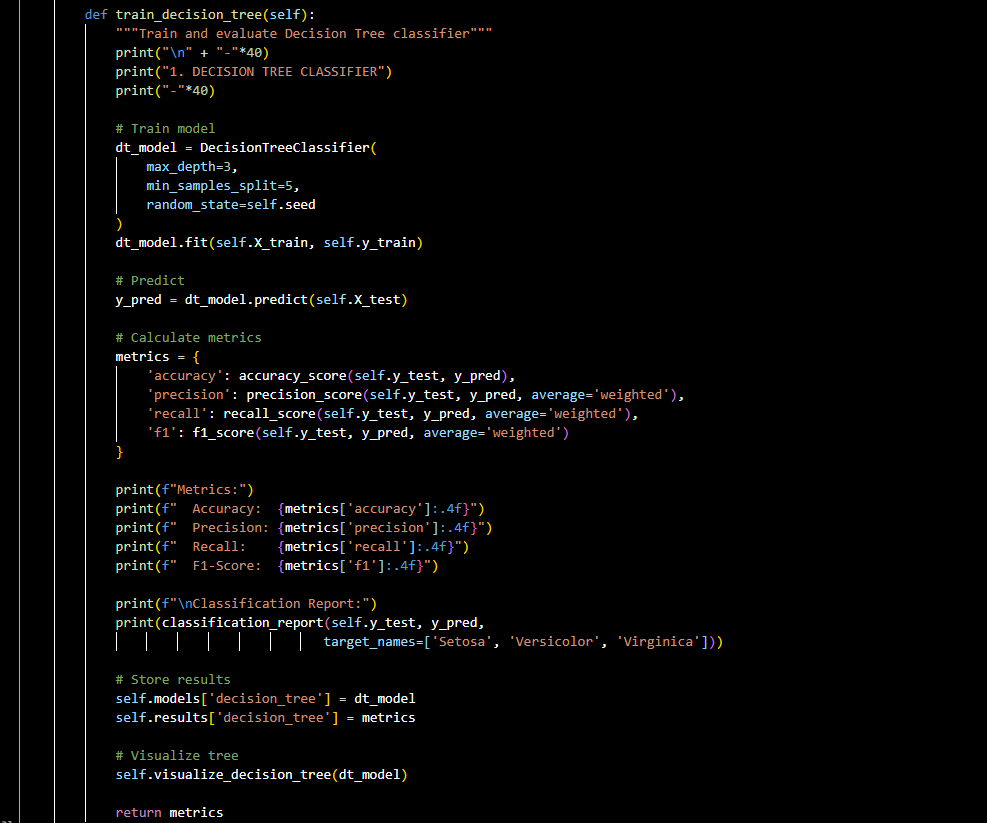 def train_decision_tree(self):
"""Train and evaluate Decision Tree classifier"""
print("\n" + "-"*40)
print("1. DECISION TREE CLASSIFIER")
print("-"*40)
# Train model
dt_model = DecisionTreeClassifier(
max_depth=3,
min_samples_split=5,
random_state=self.seed
)
dt_model.fit(self.X_train, self.y_train)
# Predict
y_pred = dt_model.predict(self.X_test)
# Calculate metrics
metrics = {
'accuracy': accuracy_score(self.y_test, y_pred),
'precision': precision_score(self.y_test, y_pred, average='weighted'),
'recall': recall_score(self.y_test, y_pred, average='weighted'),
'f1': f1_score(self.y_test, y_pred, average='weighted')
}
print(f"Metrics:")
print(f"  Accuracy:  {metrics['accuracy']:.4f}")
print(f"  Precision: {metrics['precision']:.4f}")
print(f"  Recall:    {metrics['recall']:.4f}")
print(f"  F1-Score:  {metrics['f1']:.4f}")
print(f"\nClassification Report:")
print(classification_report(self.y_test, y_pred,
target_names=['Setosa', 'Versicolor', 'Virginica']))
# Store results
self.models['decision_tree'] = dt_model
self.results['decision_tree'] = metrics
# Visualize tree
self.visualize_decision_tree(dt_model)
return metrics